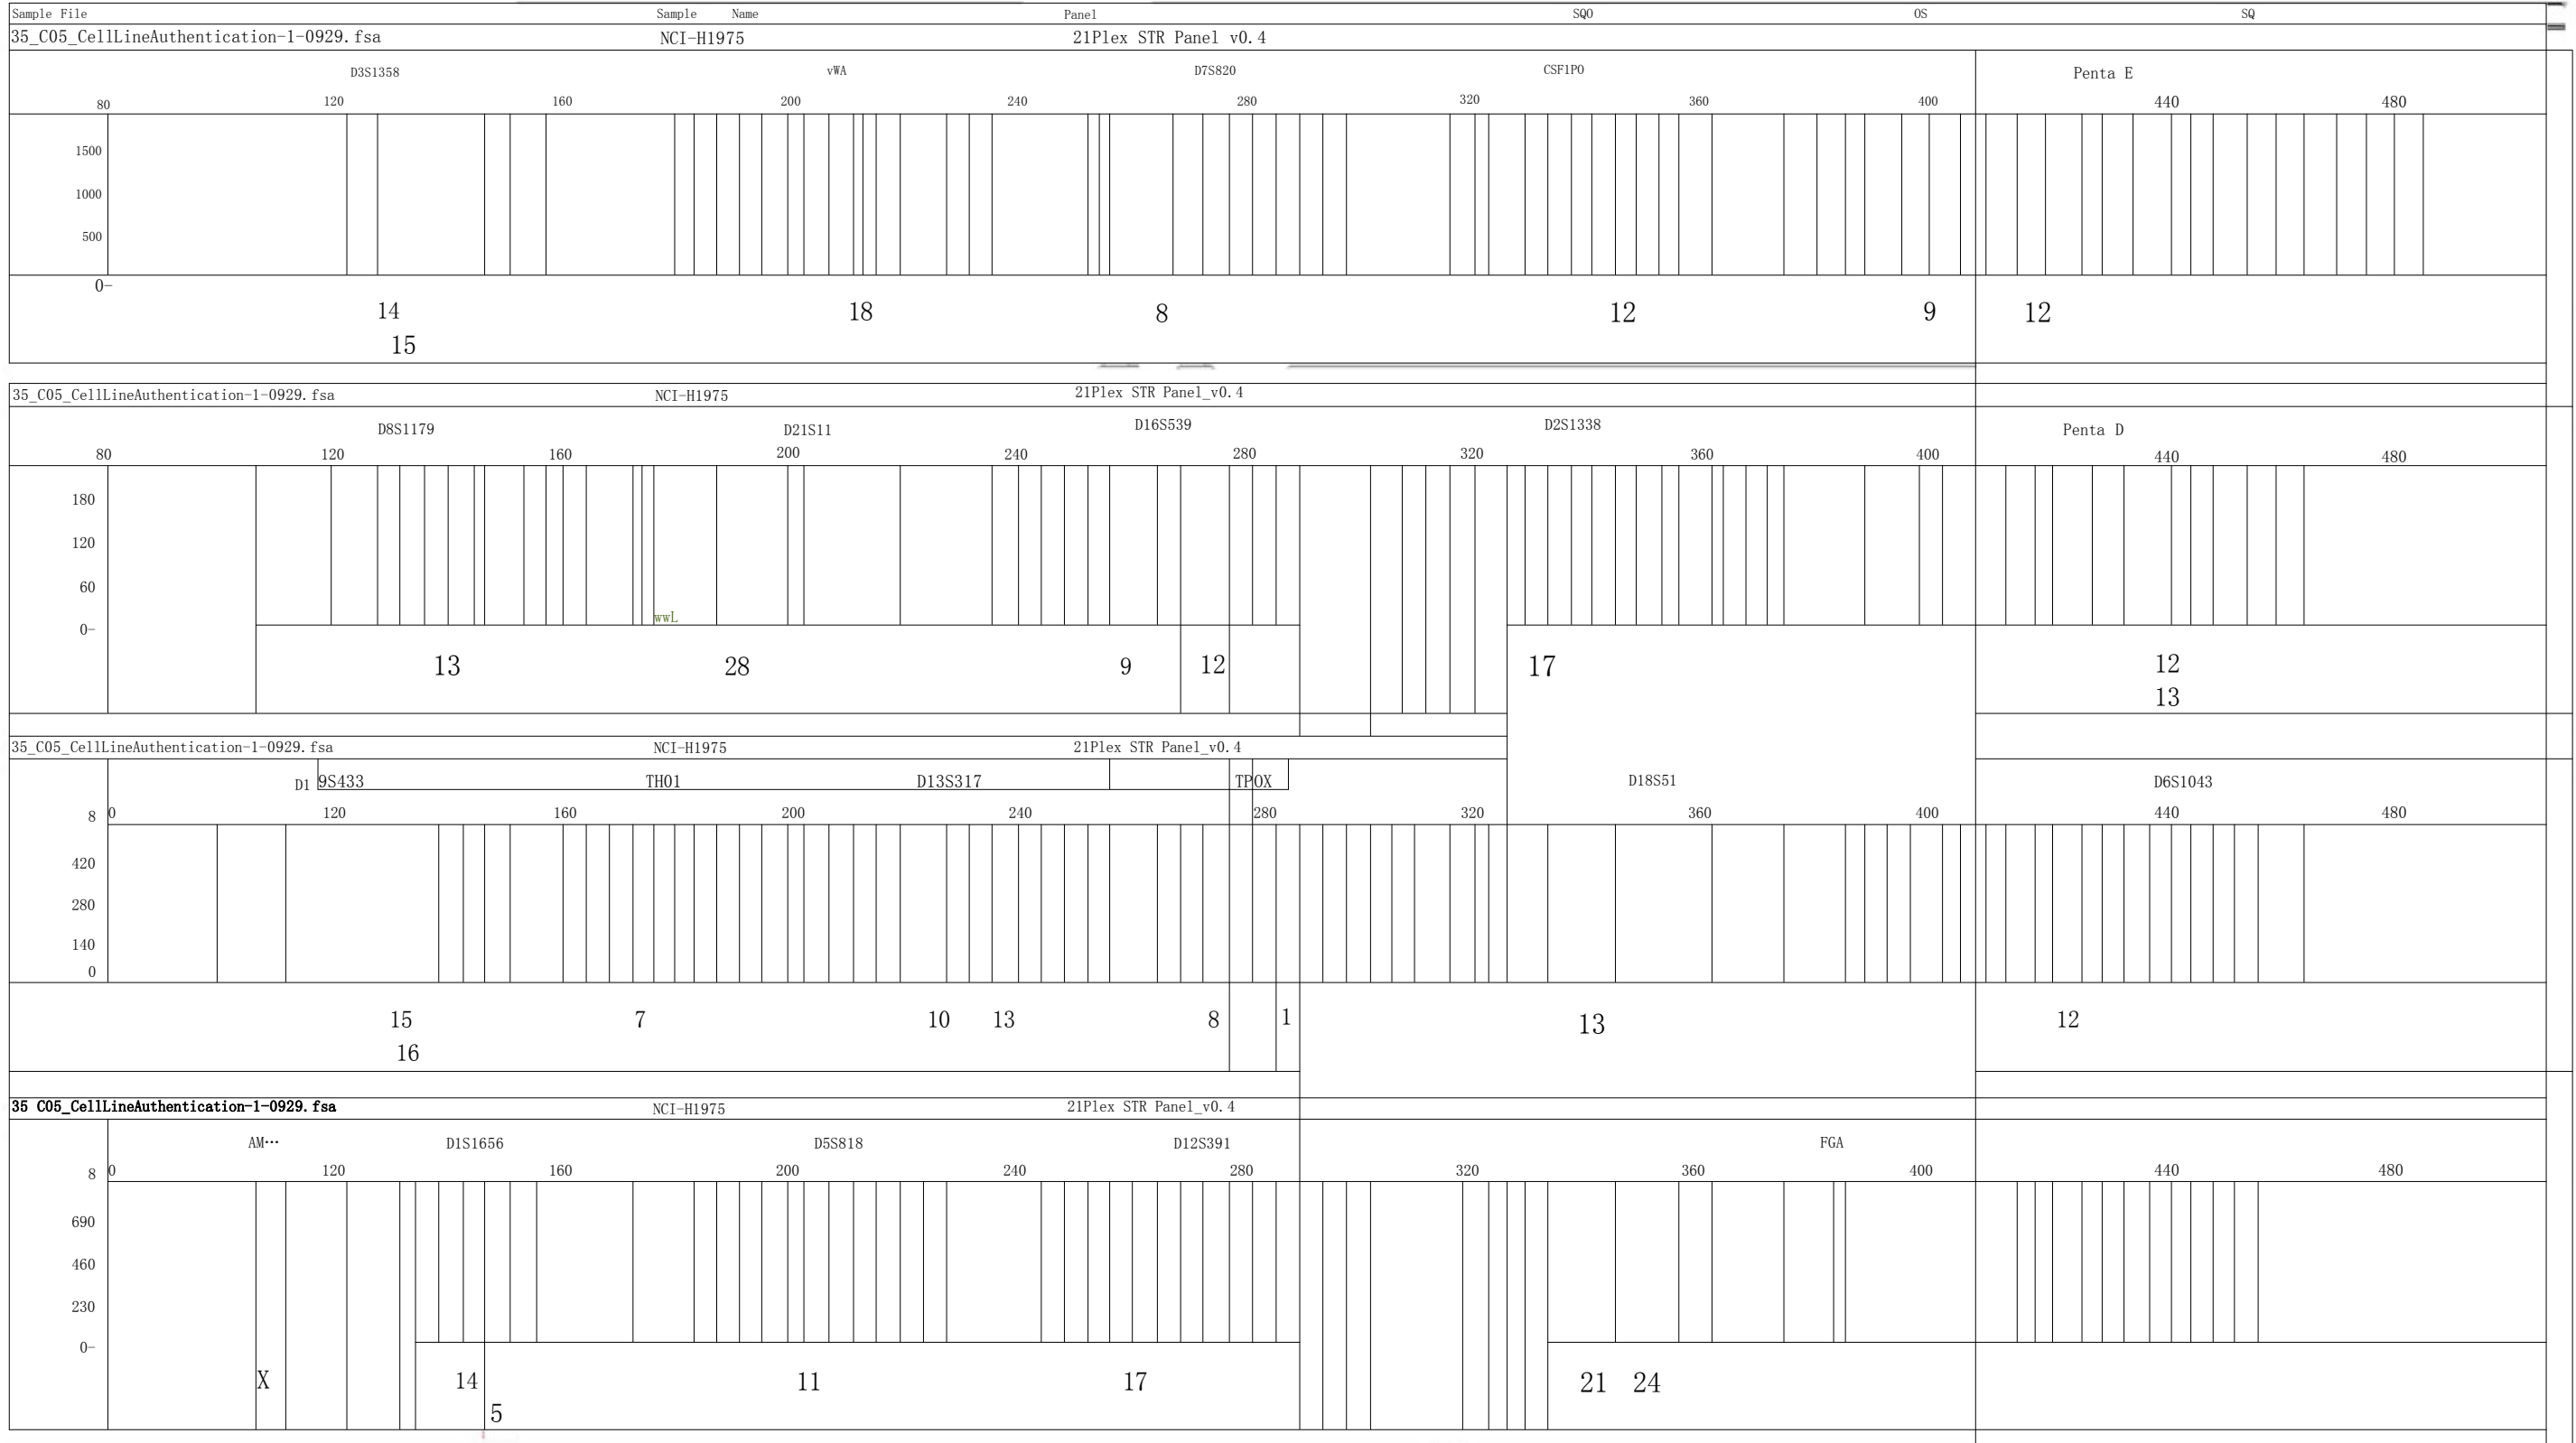 Sample File Sample Name Panel SQO OS SQ
35_C05_CellLineAuthentication-1-0929.fsa NCI-H1975 21Plex STR Panel v0.4
D3S1358 vWA D7S820 CSF1PO Penta E
80 120 160 200 240 280 320 360 400 440 480
1500
1000
500
0-
14 18 8 12 9 12
15
35_C05_CellLineAuthentication-1-0929.fsa NCI-H1975 21Plex STR Panel_v0.4
D8S1179 D21S11 D16S539 D2S1338 Penta D
80 120 160 200 240 280 320 360 400 440 480
180
120
60
wwL
0-
13 28 9 12 17 12
13
35_C05_CellLineAuthentication-1-0929.fsa NCI-H1975 21Plex STR Panel_v0.4
D19S433 TH01 D13S317 TPOX D18S51 D6S1043
80 120 160 200 240 280 320 360 400 440 480
420
280
140
0
15 7 10 13 8 1 13 12
16
35 C05_CellLineAuthentication-1-0929.fsa NCI-H1975 21Plex STR Panel_v0.4
AM… D1S1656 D5S818 D12S391 FGA
80 120 160 200 240 280 320 360 400 440 480
690
460
230
0-
X 14 11 17 21 24
5